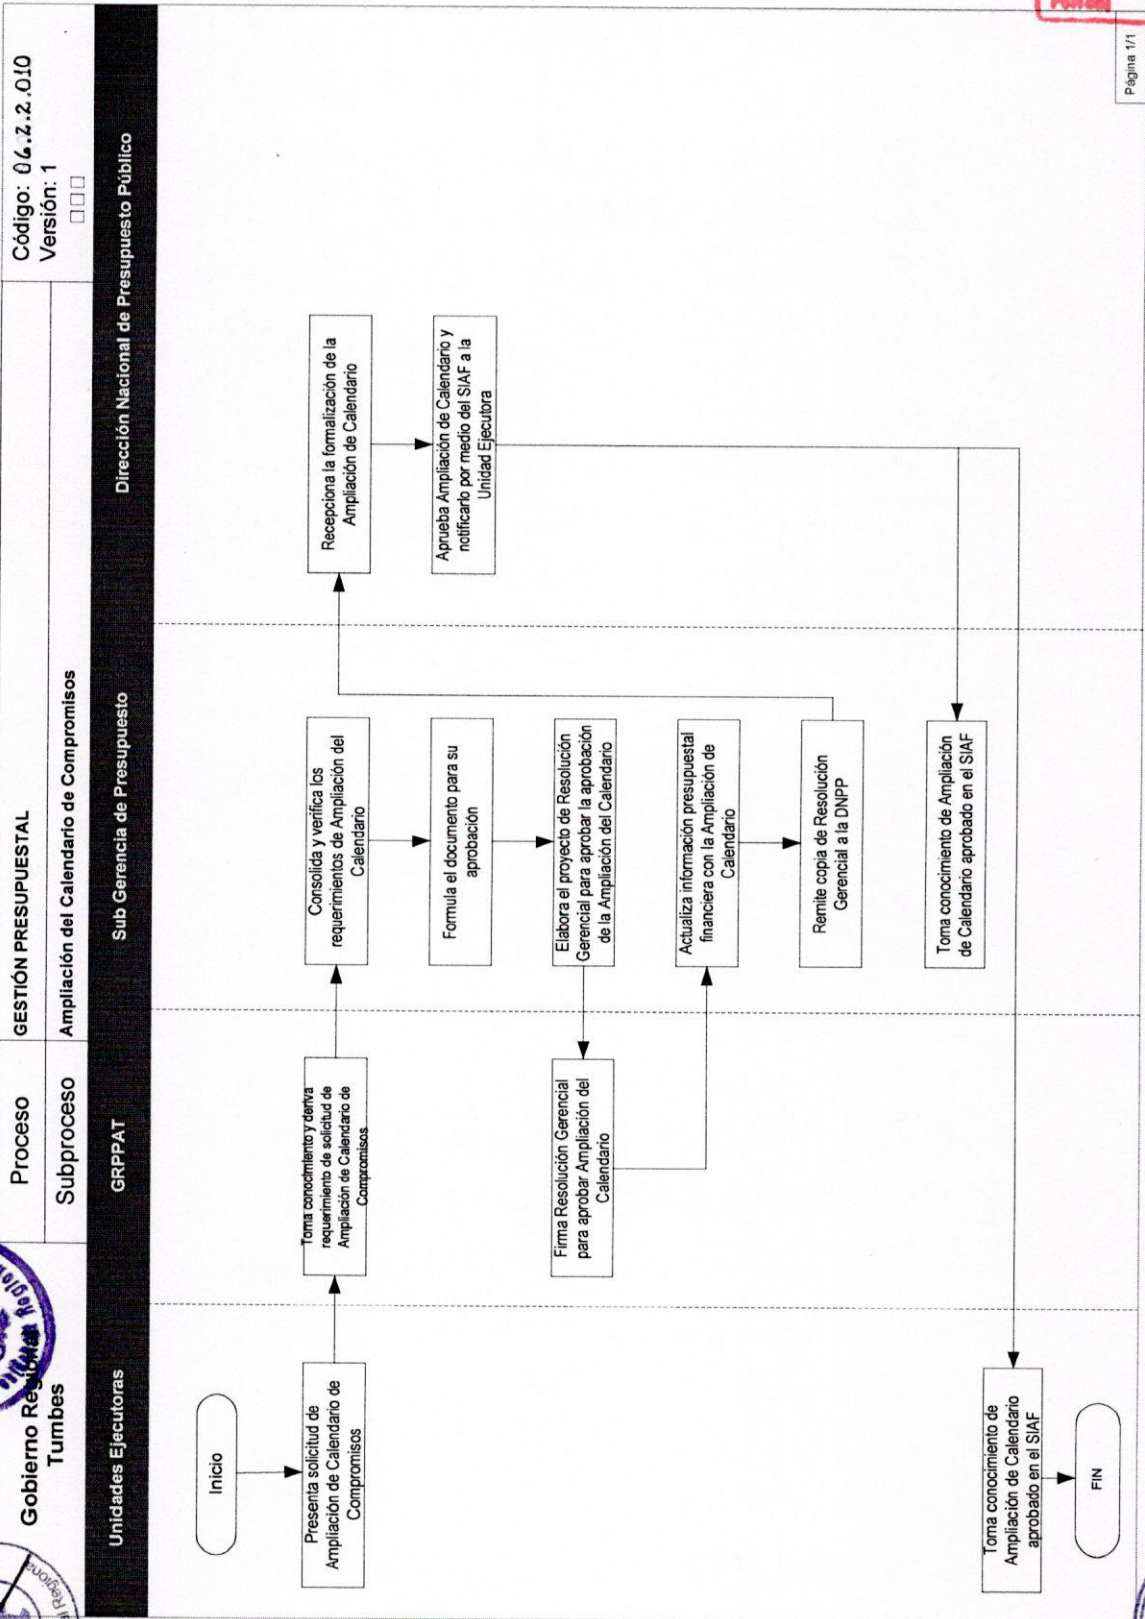 Gobierno Regional
Tumbes
Proceso
GESTIÓN PRESUPUESTAL
Subproceso
Ampliación del Calendario de Compromisos
Código: 06.2.2.010
Versión: 1
Unidades Ejecutoras
GRPPAT
Sub Gerencia de Presupuesto
Dirección Nacional de Presupuesto Público
Inicio
Presenta solicitud de
Ampliación de Calendario de
Compromisos
Toma conocimiento y deriva
requerimiento de solicitud de
Ampliación de Calendario de
Compromisos
Consolida y verifica los
requerimientos de Ampliación del
Calendario
Formula el documento para su
aprobación
Elabora el proyecto de Resolución
Gerencial para aprobar la aprobación
de la Ampliación del Calendario
Firma Resolución Gerencial
para aprobar Ampliación del
Calendario
Actualiza información presupuestal
financiera con la Ampliación de
Calendario
Remite copia de Resolución
Gerencial a la DNPP
Recepciona la formalización de la
Ampliación de Calendario
Aprueba Ampliación de Calendario y
notificarlo por medio del SIAF a la
Unidad Ejecutora
Toma conocimiento de Ampliación
de Calendario aprobado en el SIAF
Toma conocimiento de
Ampliación de Calendario
aprobado en el SIAF
FIN
Página 1/1